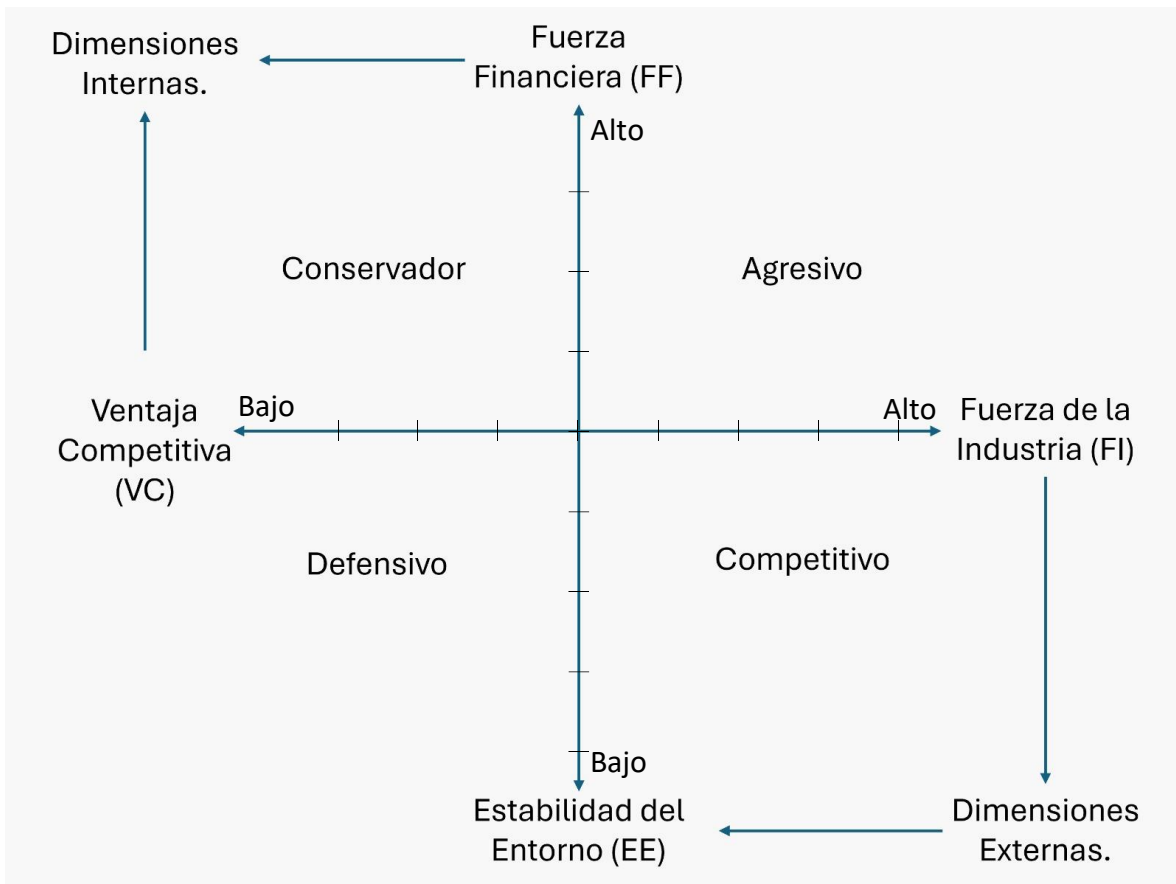 Dimensiones
Internas.
Fuerza
Financiera (FF)
Alto
Conservador
Agresivo
Ventaja
Competitiva
(VC)
Bajo
Alto
Fuerza de la
Industria (FI)
Defensivo
Competitivo
Bajo
Estabilidad del
Entorno (EE)
Dimensiones
Externas.